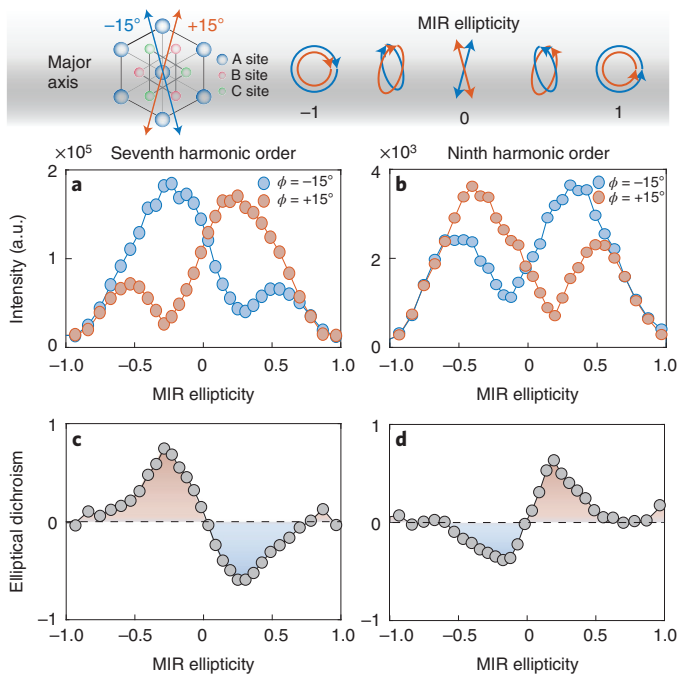 MIR ellipticity
−15° +15°
Major axis
A site
B site
C site
−1 0 1
×10⁵ Seventh harmonic order
×10³ Ninth harmonic order
a
ϕ = −15°
ϕ = +15°
b
ϕ = −15°
ϕ = +15°
Intensity (a.u.)
2
1
0
4
2
0
−1.0 −0.5 0 0.5 1.0
−1.0 −0.5 0 0.5 1.0
MIR ellipticity
MIR ellipticity
c
d
Elliptical dichroism
1
0
−1
1
0
−1
−1.0 −0.5 0 0.5 1.0
−1.0 −0.5 0 0.5 1.0
MIR ellipticity
MIR ellipticity